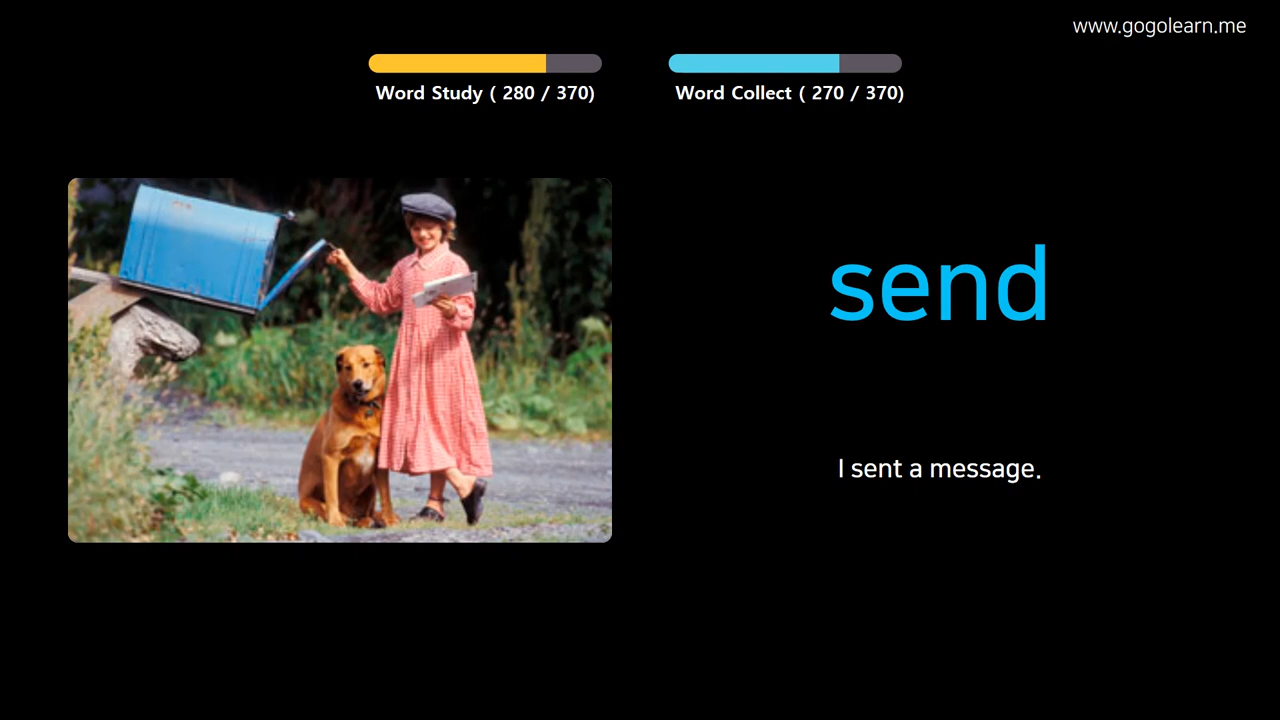 www.gogolearn.me
Word Study ( 280 / 370)
Word Collect ( 270 / 370)
send
I sent a message.